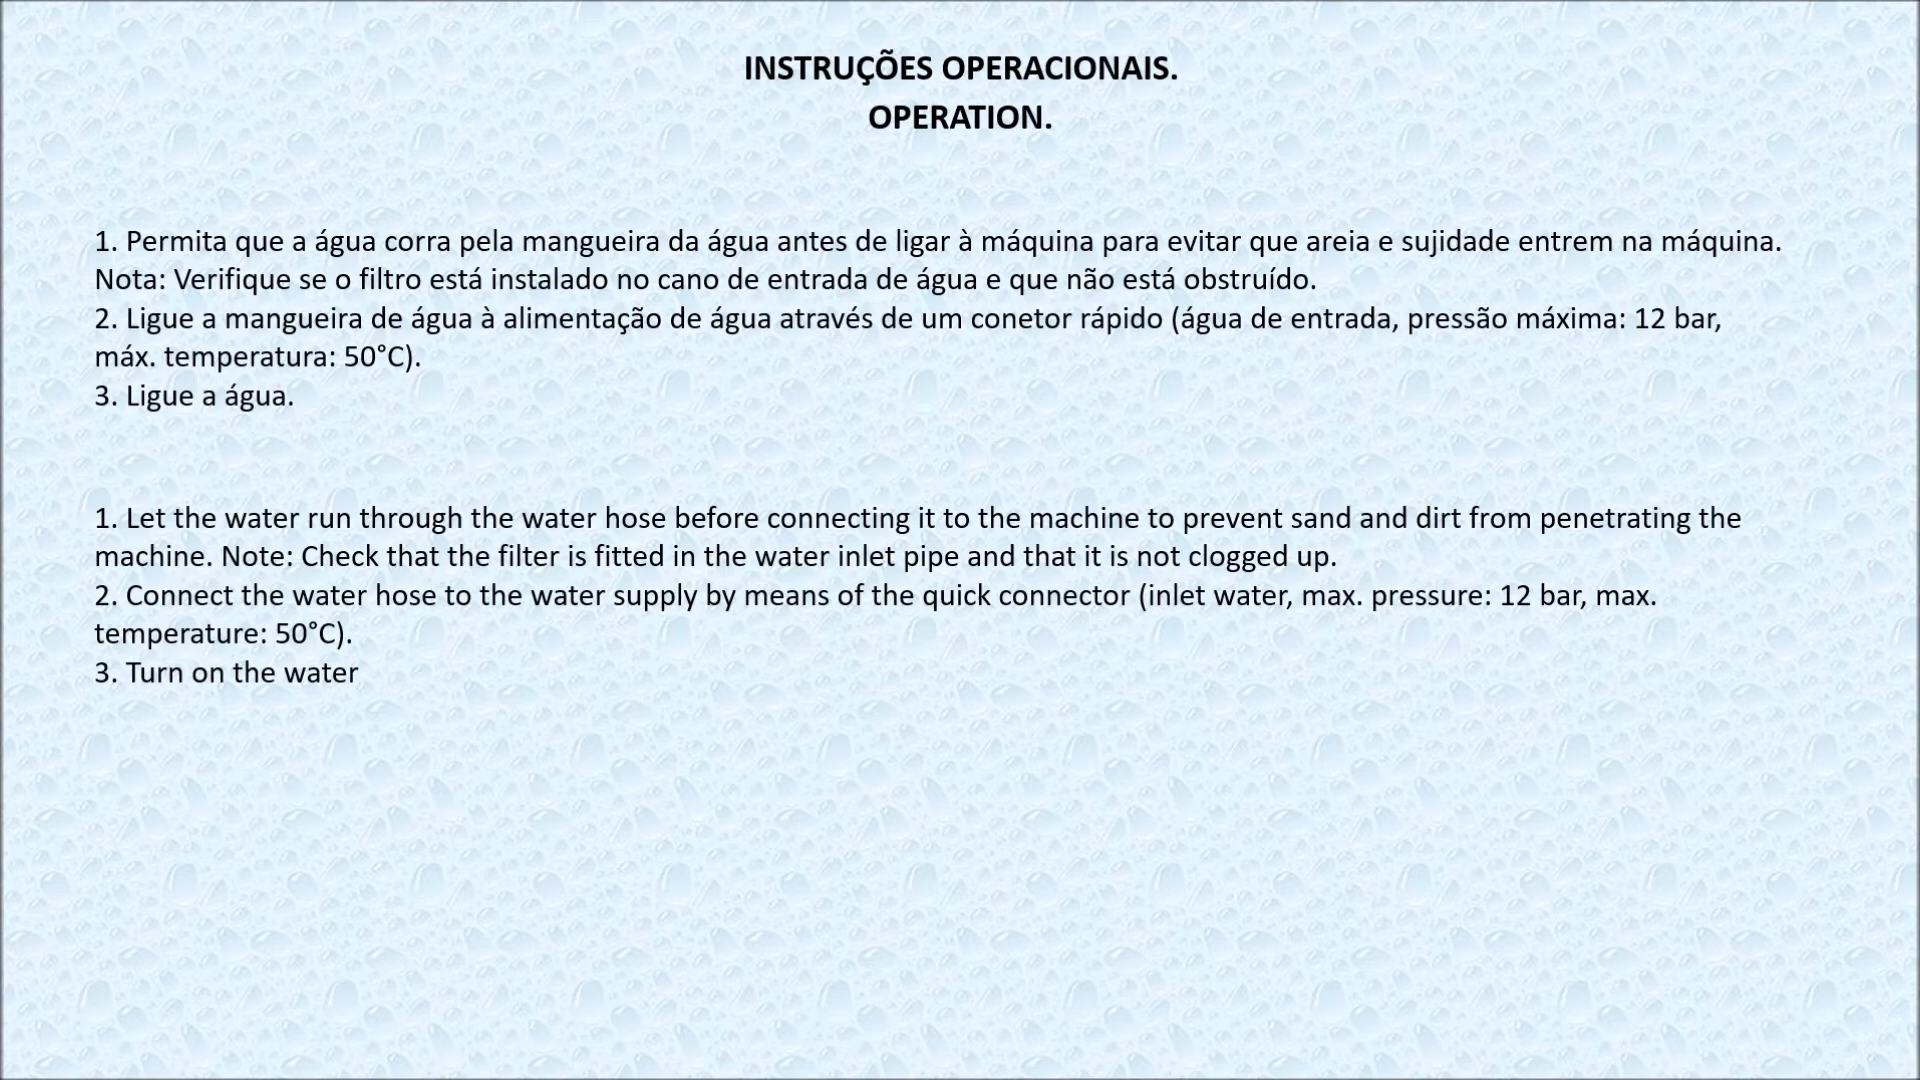 INSTRUÇÕES OPERACIONAIS.
OPERATION.
1. Permita que a água corra pela mangueira da água antes de ligar à máquina para evitar que areia e sujidade entrem na máquina.
Nota: Verifique se o filtro está instalado no cano de entrada de água e que não está obstruído.
2. Ligue a mangueira de água à alimentação de água através de um conetor rápido (água de entrada, pressão máxima: 12 bar,
máx. temperatura: 50°C).
3. Ligue a água.
1. Let the water run through the water hose before connecting it to the machine to prevent sand and dirt from penetrating the
machine. Note: Check that the filter is fitted in the water inlet pipe and that it is not clogged up.
2. Connect the water hose to the water supply by means of the quick connector (inlet water, max. pressure: 12 bar, max.
temperature: 50°C).
3. Turn on the water